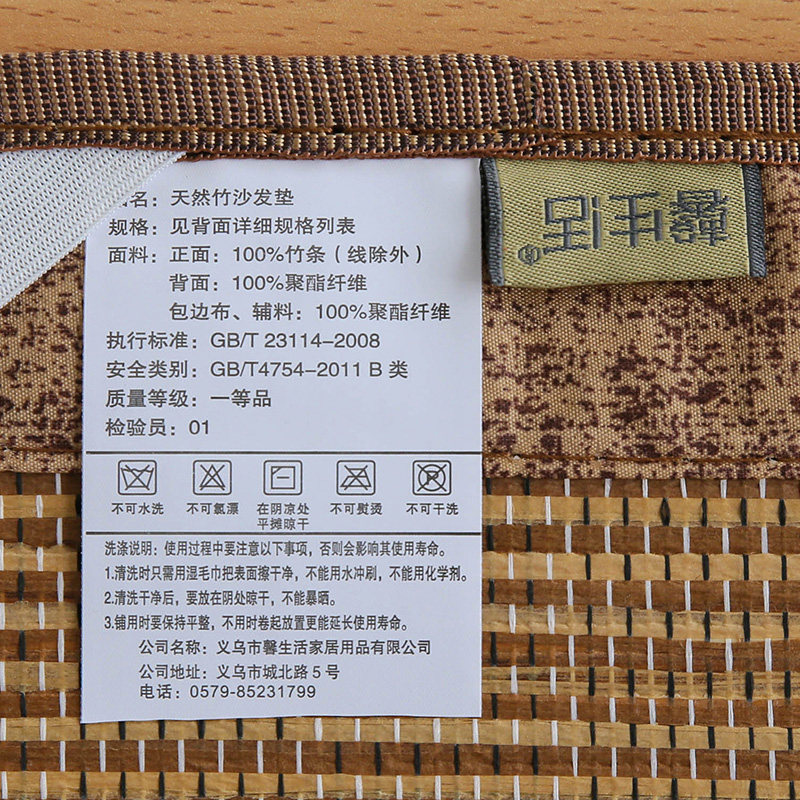 名：天然竹沙发垫
规格：见背面详细规格列表
面料：正面：100%竹条（线除外）
背面：100%聚酯纤维
包边布、辅料：100%聚酯纤维
执行标准：GB/T 23114-2008
安全类别：GB/T4754-2011 B 类
质量等级：一等品
检验员：01
不可水洗 不可氯漂 在阴凉处平摊晾干 不可熨烫 不可干洗
洗涤说明：使用过程中要注意以下事项，否则会影响其使用寿命。
1.清洗时只需用湿毛巾把表面擦干净，不能用水冲刷，不能用化学剂。
2.清洗干净后，要放在阴处晾干，不能暴晒。
3.铺用时要保持平整，不用时卷起放置更能延长使用寿命。
公司名称：义乌市馨生活家居用品有限公司
公司地址：义乌市城北路5号
电话：0579-85231799
馨生活®